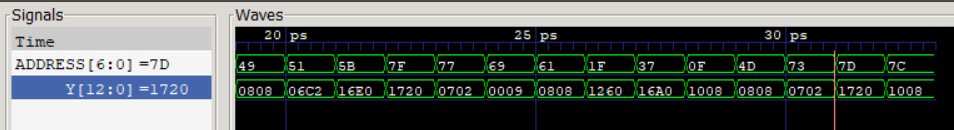 Signals
Waves
Time
20 ps 25 ps 30 ps
ADDRESS[6:0] =7D
49 51 5B 7F 77 69 61 1F 37 0F 4D 73 7D 7C
Y[12:0] =1720
0808 06C2 16E0 1720 0702 0009 0808 1260 16A0 1008 0808 0702 1720 1008